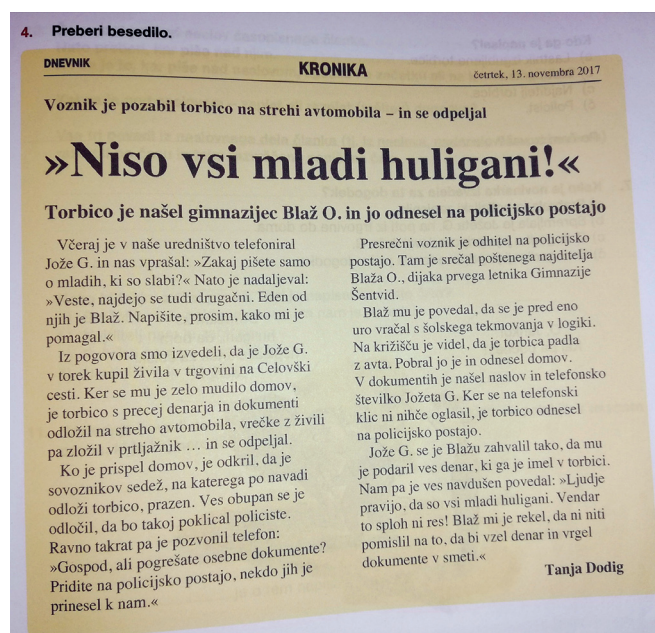 4. Preberi besedilo.
DNEVNIK KRONIKA četrtek, 13. novembra 2017
Voznik je pozabil torbico na strehi avtomobila – in se odpeljal
»Niso vsi mladi huligani!«
Torbico je našel gimnazijec Blaž O. in jo odnesel na policijsko postajo
Včeraj je v naše uredništvo telefoniral
Jože G. in nas vprašal: »Zakaj pišete samo
o mladih, ki so slabi?« Nato je nadaljeval:
»Veste, najdejo se tudi drugačni. Eden od
njih je Blaž. Napišite, prosim, kako mi je
pomagal.«
Iz pogovora smo izvedeli, da je Jože G.
v torek kupil živila v trgovini na Celovški
cesti. Ker se mu je zelo mudilo domov,
je torbico s precej denarja in dokumenti
odložil na streho avtomobila, vrečke z živili
pa zložil v prtljažnik ... in se odpeljal.
Ko je prispel domov, je odkril, da je
sovoznikov sedež, na katerega po navadi
odloži torbico, prazen. Ves obupan se je
odločil, da bo takoj poklical policiste.
Ravno takrat pa je pozvonil telefon:
»Gospod, ali pogrešate osebne dokumente?
Pridite na policijsko postajo, nekdo jih je
prinesel k nam.«
Presrečni voznik je odhitel na policijsko
postajo. Tam je srečal poštenega najditelja
Blaža O., dijaka prvega letnika Gimnazije
Šentvid.
Blaž mu je povedal, da se je pred eno
uro vračal s šolskega tekmovanja v logiki.
Na križišču je videl, da je torbica padla
z avta. Pobral jo je in odnesel domov.
V dokumentih je našel naslov in telefonsko
številko Jožeta G. Ker se na telefonski
klic ni nihče oglasil, je torbico odnesel
na policijsko postajo.
Jože G. se je Blažu zahvalil tako, da mu
je podaril ves denar, ki ga je imel v torbici.
Nam pa je ves navdušen povedal: »Ljudje
pravijo, da so vsi mladi huligani. Vendar
to sploh ni res! Blaž mi je rekel, da ni niti
pomislil na to, da bi vzel denar in vrgel
dokumente v smeti.«
Tanja Dodig